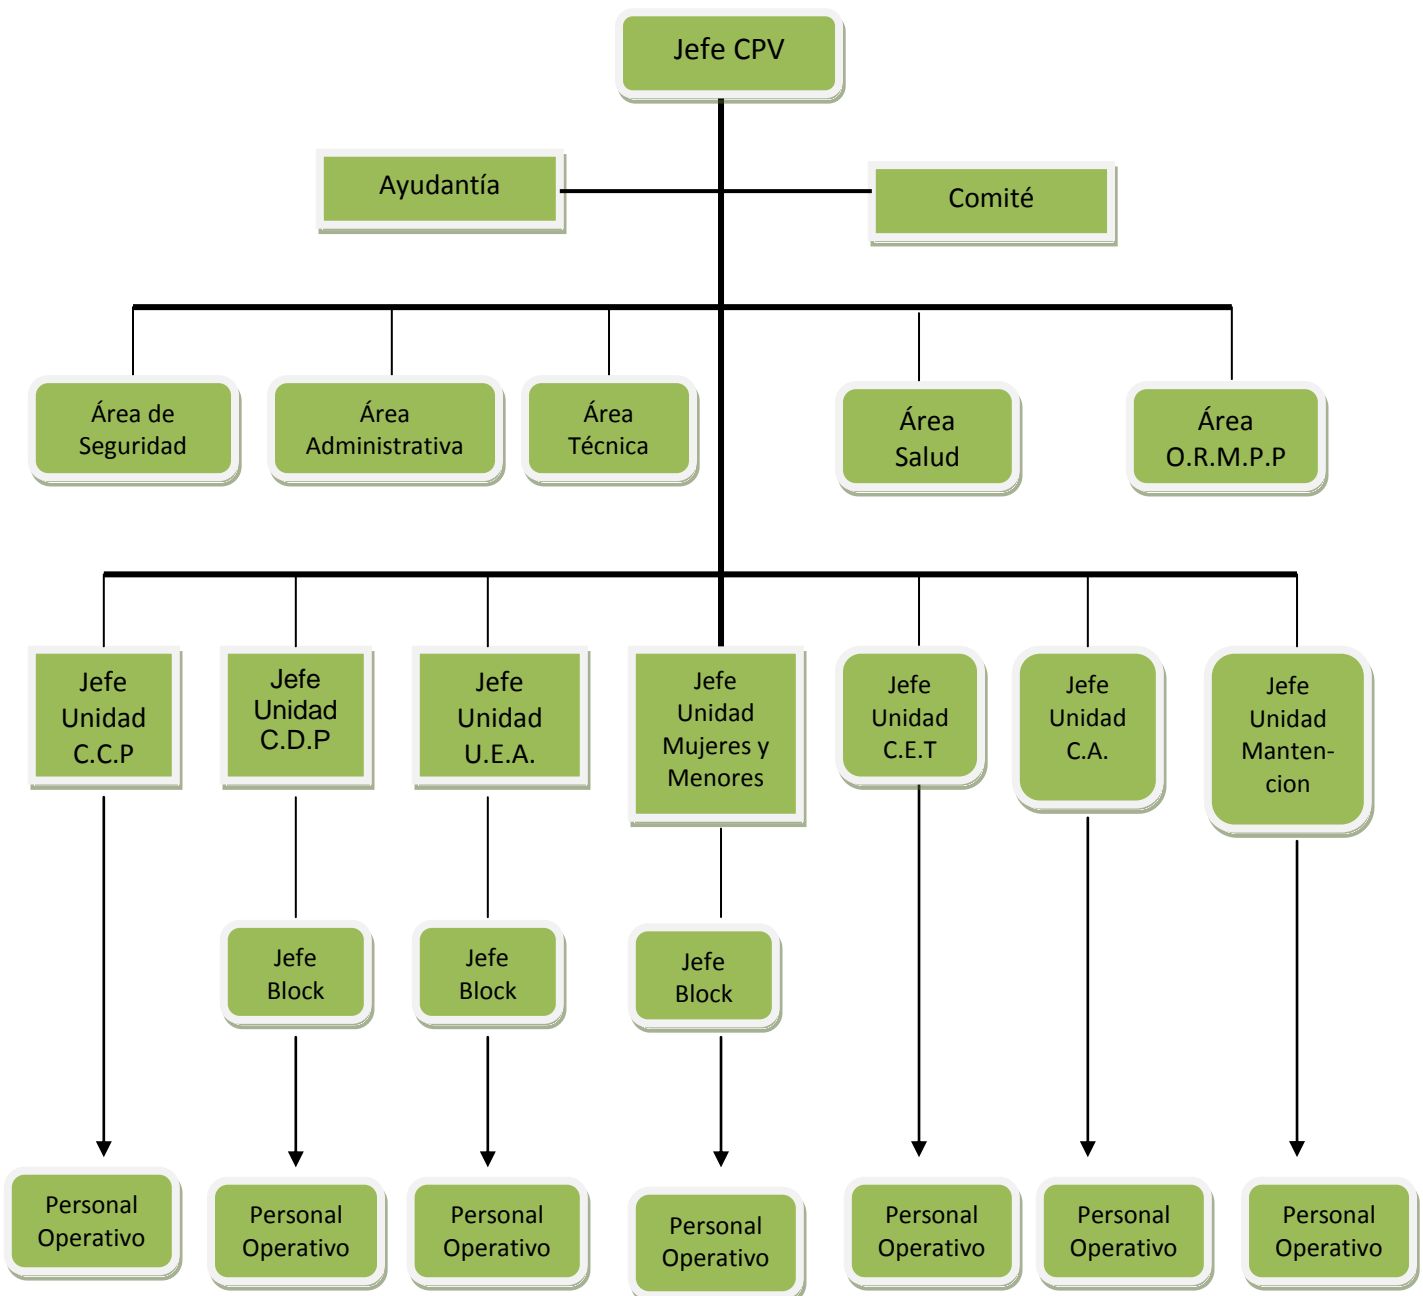 Jefe CPV
Ayudantía
Comité
Área de
Seguridad
Área
Administrativa
Área
Técnica
Área
Salud
Área
O.R.M.P.P
Jefe
Unidad
C.C.P
Jefe
Unidad
C.D.P
Jefe
Unidad
U.E.A.
Jefe
Unidad
Mujeres y
Menores
Jefe
Unidad
C.E.T
Jefe
Unidad
C.A.
Jefe
Unidad
Manten-
cion
Jefe
Block
Jefe
Block
Jefe
Block
Personal
Operativo
Personal
Operativo
Personal
Operativo
Personal
Operativo
Personal
Operativo
Personal
Operativo
Personal
Operativo